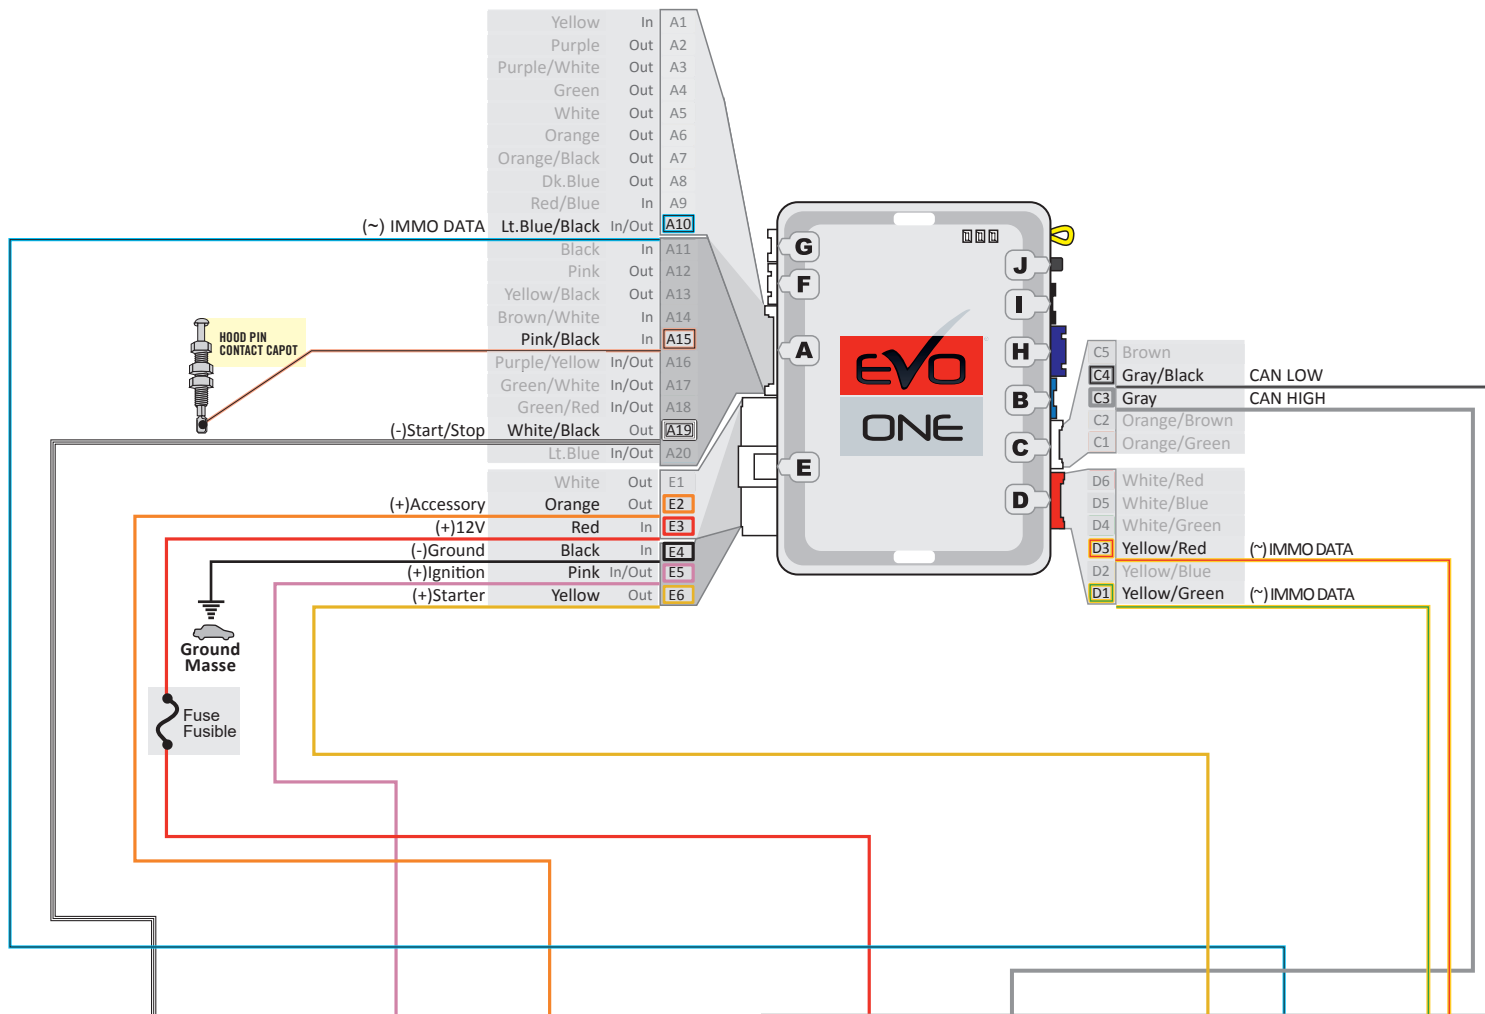 Yellow In A1
Purple Out A2
Purple/White Out A3
Green Out A4
White Out A5
Orange Out A6
Orange/Black Out A7
Dk.Blue Out A8
Red/Blue In A9
(~) IMMO DATA Lt.Blue/Black In/Out A10
Black In A11
Pink Out A12
Yellow/Black Out A13
Brown/White In A14
Pink/Black In A15
Purple/Yellow In/Out A16
Green/White In/Out A17
Green/Red In/Out A18
(-)Start/Stop White/Black Out A19
Lt.Blue In/Out A20
White Out E1
(+)Accessory Orange Out E2
(+)12V Red In E3
(-)Ground Black In E4
(+)Ignition Pink In/Out E5
(+)Starter Yellow Out E6
HOOD PIN
CONTACT CAPOT
Ground
Masse
Fuse
Fusible
G
F
A
E
J
I
H
B
C
D
EVO
ONE
C5 Brown
C4 Gray/Black CAN LOW
C3 Gray CAN HIGH
C2 Orange/Brown
C1 Orange/Green
D6 White/Red
D5 White/Blue
D4 White/Green
D3 Yellow/Red (~)IMMO DATA
D2 Yellow/Blue
D1 Yellow/Green (~)IMMO DATA